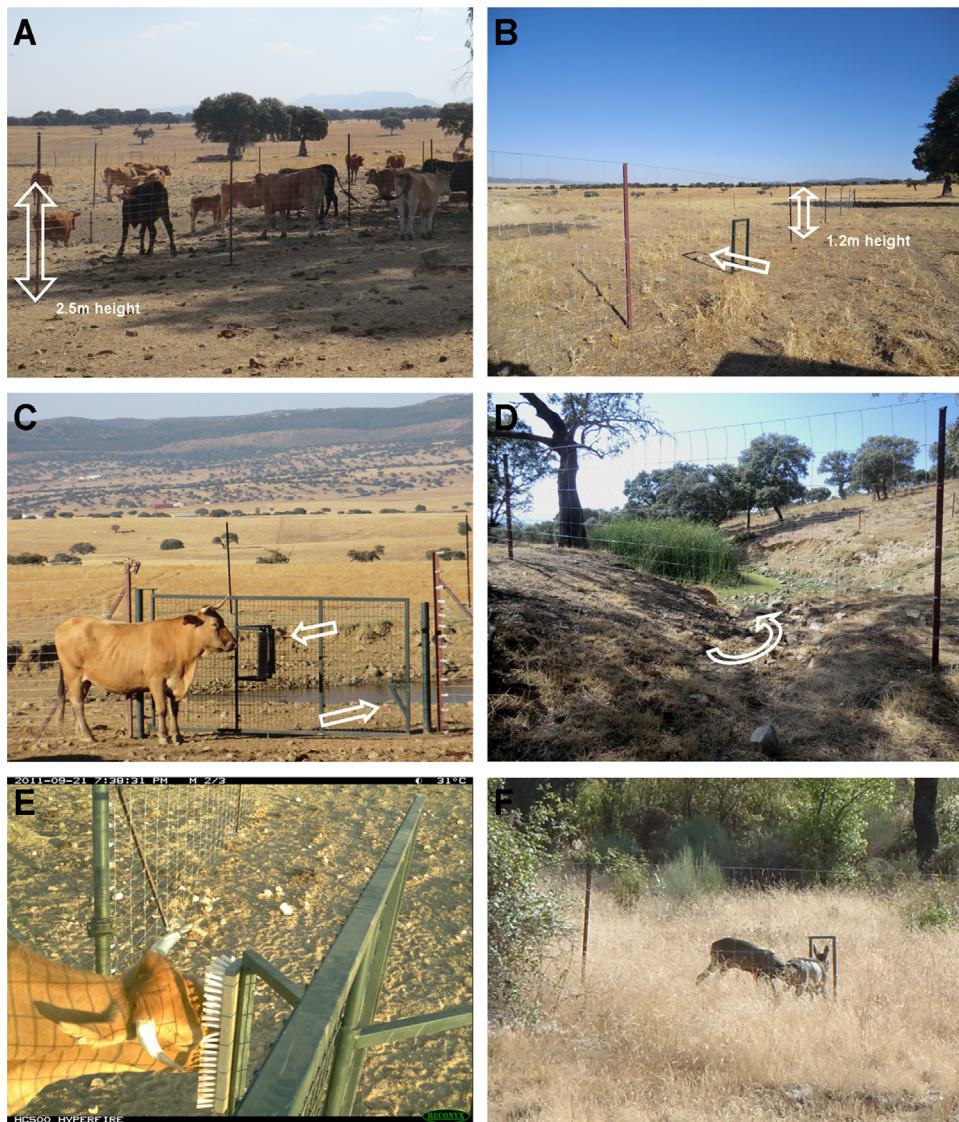 A
B
2.5m height
1.2m height
C
D
E
2011-09-21 7:38:31 PM M 2/3 31°C
HC500 HYPERFIRE
RECONYX
F